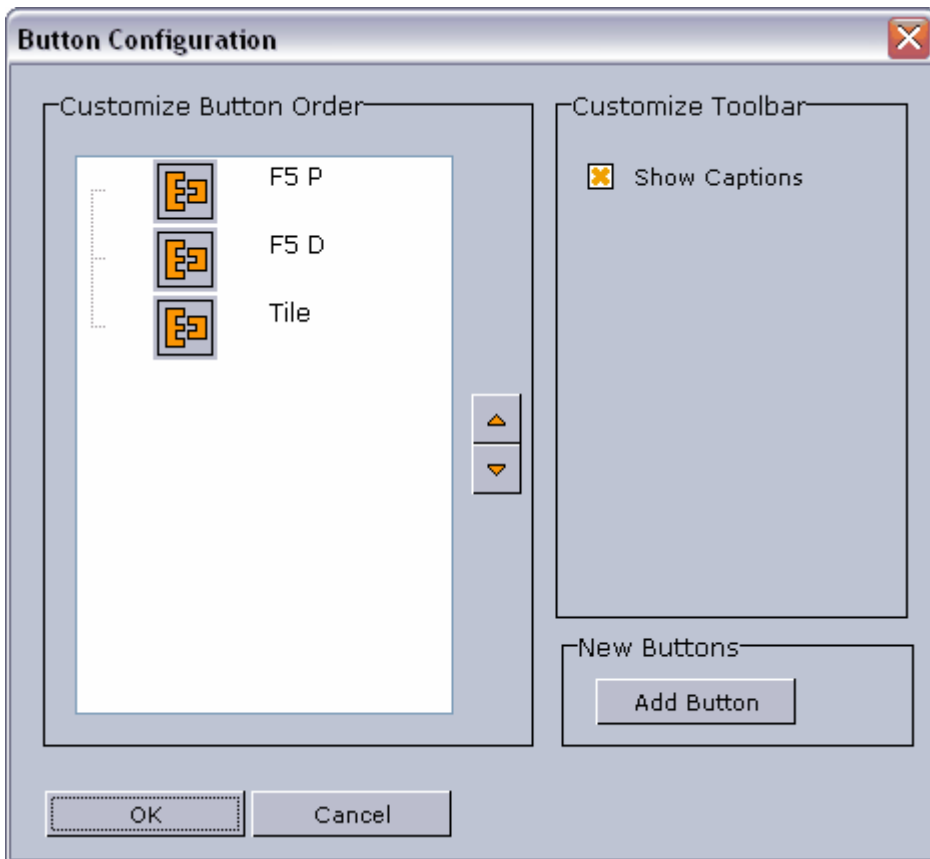 Button Configuration
Customize Button Order
F5 P
F5 D
Tile
Customize Toolbar
Show Captions
New Buttons
Add Button
OK
Cancel